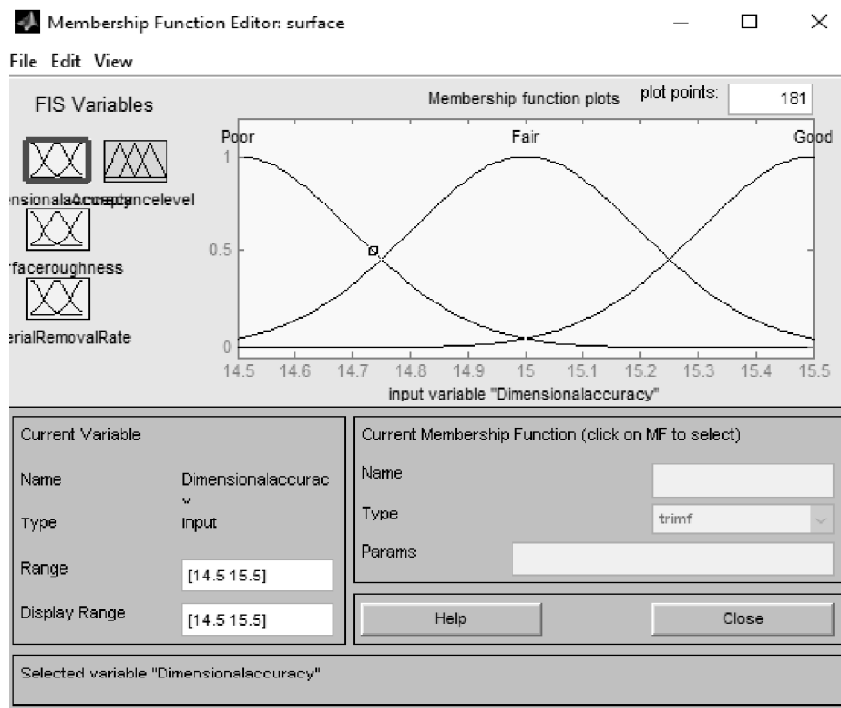 Membership Function Editor: surface
File Edit View
FIS Variables
Membership function plots
plot points:
181
Poor
Fair
Good
1
0.5
0
14.5 14.6 14.7 14.8 14.9 15 15.1 15.2 15.3 15.4 15.5
input variable "Dimensionalaccuracy"
rfaceroughness
erialRemovalRate
Current Variable
Name
Dimensionalaccurac
y
Type
input
Range
[14.5 15.5]
Display Range
[14.5 15.5]
Current Membership Function (click on MF to select)
Name
Type
trimf
Params
Help
Close
Selected variable "Dimensionalaccuracy"